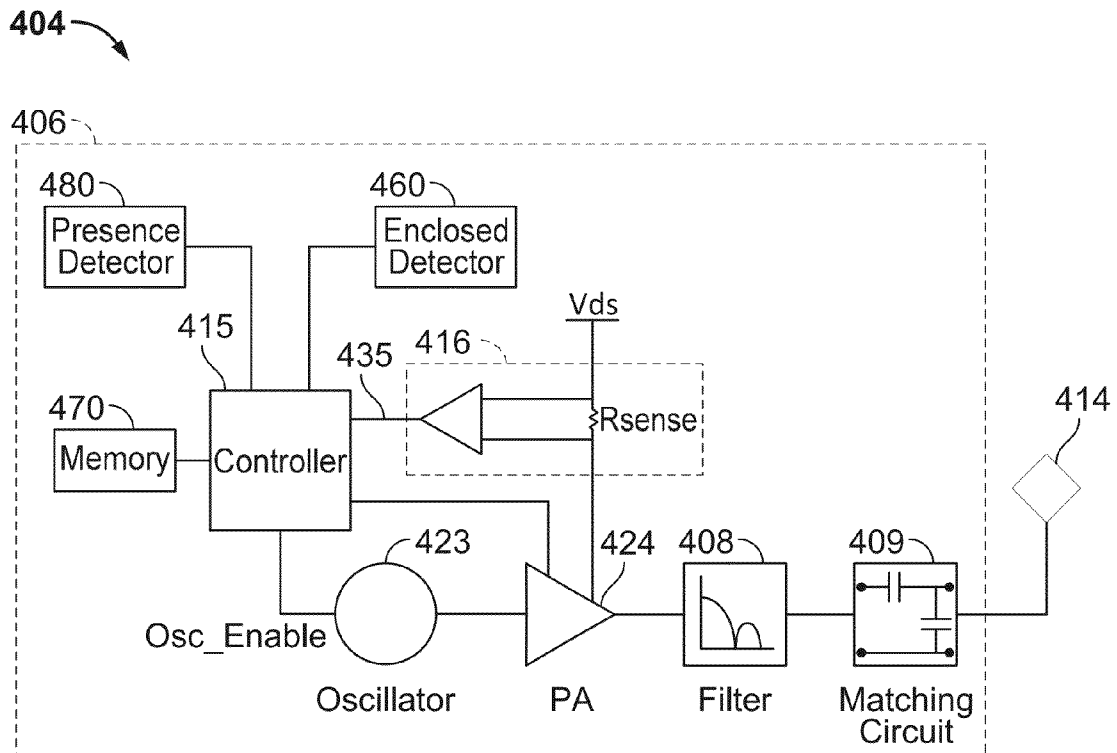 404
406
480
460
Presence
Detector
Enclosed
Detector
Vds
415
416
435
414
470
Rsense
Memory
Controller
423
424
408
409
Osc_Enable
Oscillator
PA
Filter
Matching
Circuit